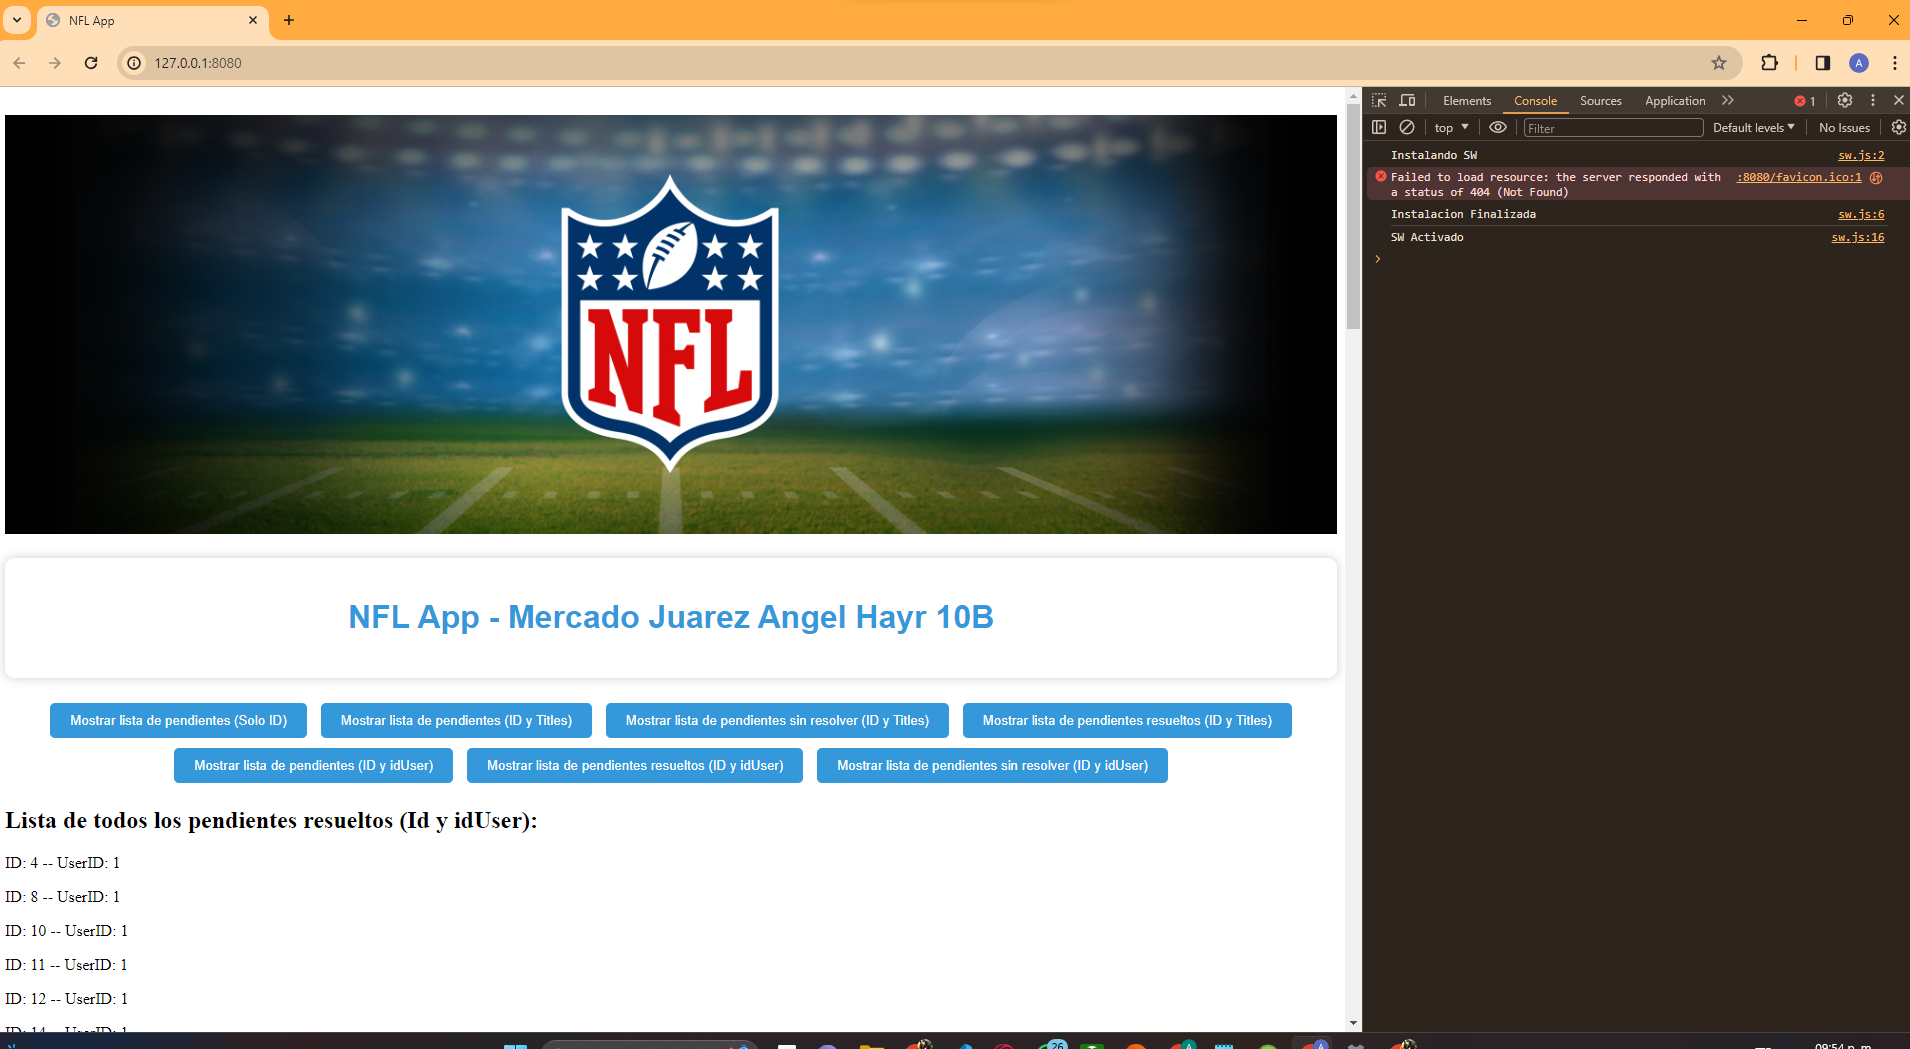 NFL App
127.0.0.1:8080
A
Elements Console Sources Application 1
top Filter Default levels No Issues
Instalando SW sw.js:2
Failed to load resource: the server responded with :8080/favicon.ico:1
a status of 404 (Not Found)
Instalacion Finalizada sw.js:6
SW Activado sw.js:16
NFL
NFL App - Mercado Juarez Angel Hayr 10B
Mostrar lista de pendientes (Solo ID) Mostrar lista de pendientes (ID y Titles) Mostrar lista de pendientes sin resolver (ID y Titles) Mostrar lista de pendientes resueltos (ID y Titles)
Mostrar lista de pendientes (ID y idUser) Mostrar lista de pendientes resueltos (ID y idUser) Mostrar lista de pendientes sin resolver (ID y idUser)
Lista de todos los pendientes resueltos (Id y idUser):
ID: 4 -- UserID: 1
ID: 8 -- UserID: 1
ID: 10 -- UserID: 1
ID: 11 -- UserID: 1
ID: 12 -- UserID: 1
ID: 14 -- UserID: 1
26 A A
09:54 p. m.